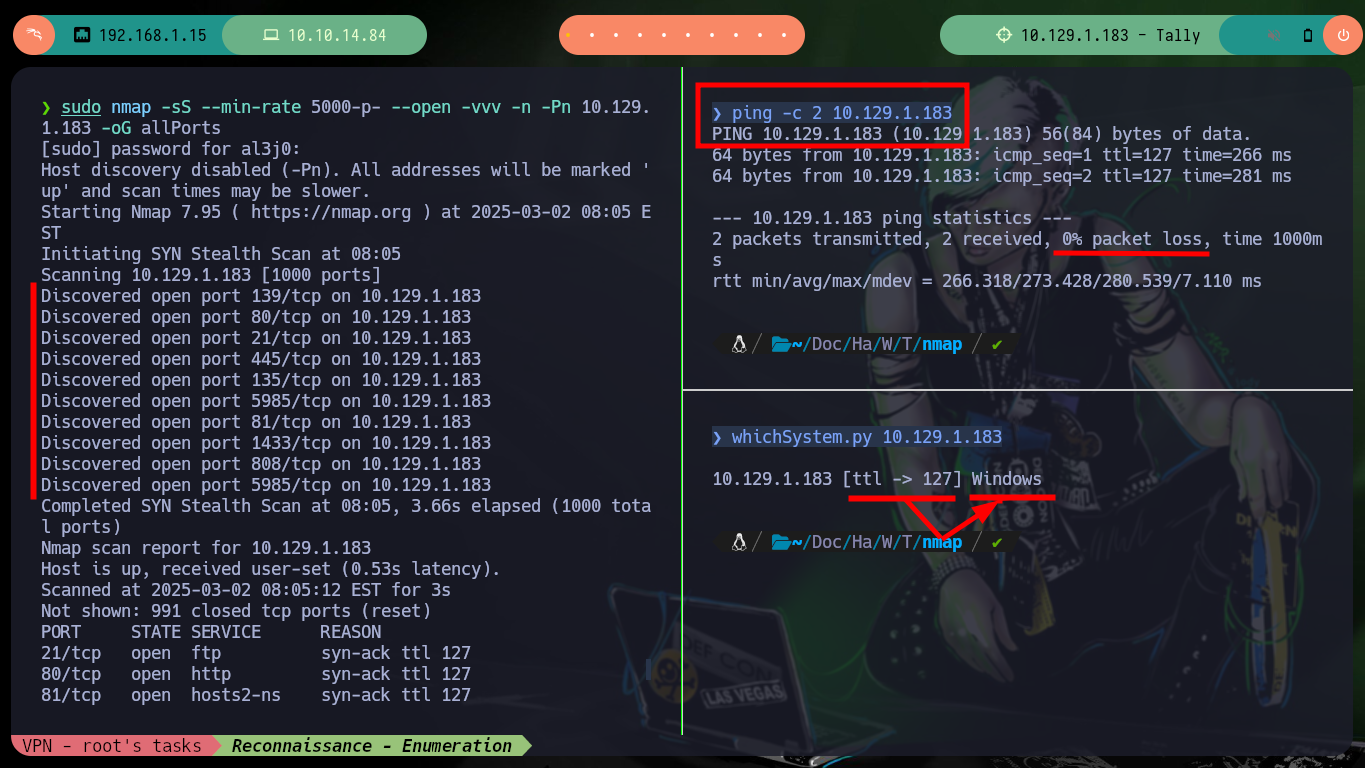 192.168.1.15
10.10.14.84
10.129.1.183 - Tally
❯ sudo nmap -sS --min-rate 5000-p- --open -vvv -n -Pn 10.129.
1.183 -oG allPorts
[sudo] password for al3j0:
Host discovery disabled (-Pn). All addresses will be marked '
up' and scan times may be slower.
Starting Nmap 7.95 ( https://nmap.org ) at 2025-03-02 08:05 E
ST
Initiating SYN Stealth Scan at 08:05
Scanning 10.129.1.183 [1000 ports]
Discovered open port 139/tcp on 10.129.1.183
Discovered open port 80/tcp on 10.129.1.183
Discovered open port 21/tcp on 10.129.1.183
Discovered open port 445/tcp on 10.129.1.183
Discovered open port 135/tcp on 10.129.1.183
Discovered open port 5985/tcp on 10.129.1.183
Discovered open port 81/tcp on 10.129.1.183
Discovered open port 1433/tcp on 10.129.1.183
Discovered open port 808/tcp on 10.129.1.183
Discovered open port 5985/tcp on 10.129.1.183
Completed SYN Stealth Scan at 08:05, 3.66s elapsed (1000 tota
l ports)
Nmap scan report for 10.129.1.183
Host is up, received user-set (0.53s latency).
Scanned at 2025-03-02 08:05:12 EST for 3s
Not shown: 991 closed tcp ports (reset)
PORT STATE SERVICE REASON
21/tcp open ftp syn-ack ttl 127
80/tcp open http syn-ack ttl 127
81/tcp open hosts2-ns syn-ack ttl 127
❯ ping -c 2 10.129.1.183
PING 10.129.1.183 (10.129.1.183) 56(84) bytes of data.
64 bytes from 10.129.1.183: icmp_seq=1 ttl=127 time=266 ms
64 bytes from 10.129.1.183: icmp_seq=2 ttl=127 time=281 ms
--- 10.129.1.183 ping statistics ---
2 packets transmitted, 2 received, 0% packet loss, time 1000m
s
rtt min/avg/max/mdev = 266.318/273.428/280.539/7.110 ms
/ ~/Doc/Ha/W/T/nmap / ✔
❯ whichSystem.py 10.129.1.183
10.129.1.183 [ttl -> 127] Windows
/ ~/Doc/Ha/W/T/nmap / ✔
DEF CON
LAS VEGAS
VPN - root's tasks
Reconnaissance - Enumeration